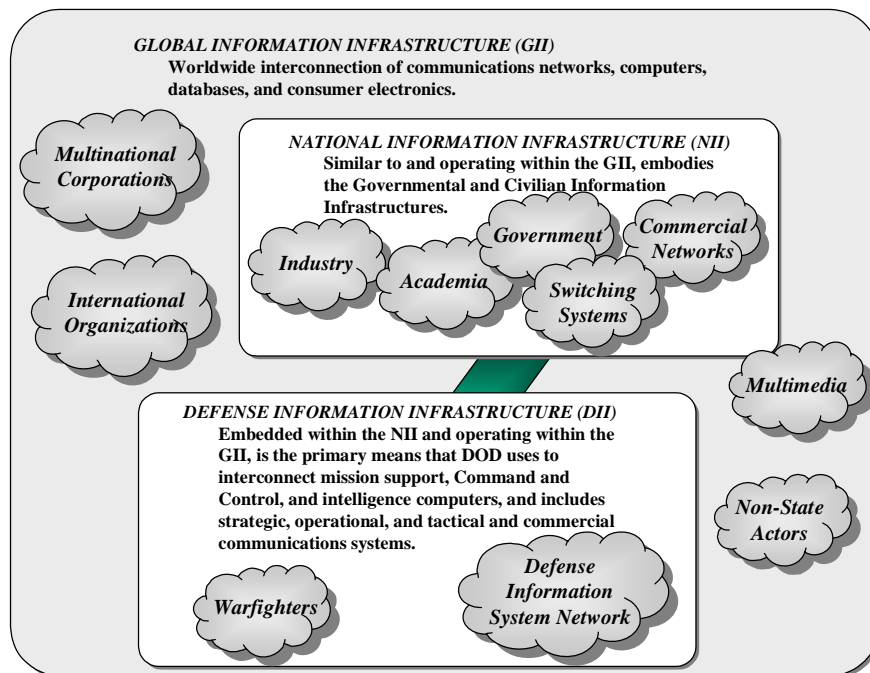 GLOBAL INFORMATION INFRASTRUCTURE (GII)
Worldwide interconnection of communications networks, computers,
databases, and consumer electronics.
Multinational
Corporations
International
Organizations
NATIONAL INFORMATION INFRASTRUCTURE (NII)
Similar to and operating within the GII, embodies
the Governmental and Civilian Information
Infrastructures.
Industry
Academia
Government
Switching
Systems
Commercial
Networks
Multimedia
Non-State
Actors
DEFENSE INFORMATION INFRASTRUCTURE (DII)
Embedded within the NII and operating within the
GII, is the primary means that DOD uses to
interconnect mission support, Command and
Control, and intelligence computers, and includes
strategic, operational, and tactical and commercial
communications systems.
Warfighters
Defense
Information
System Network